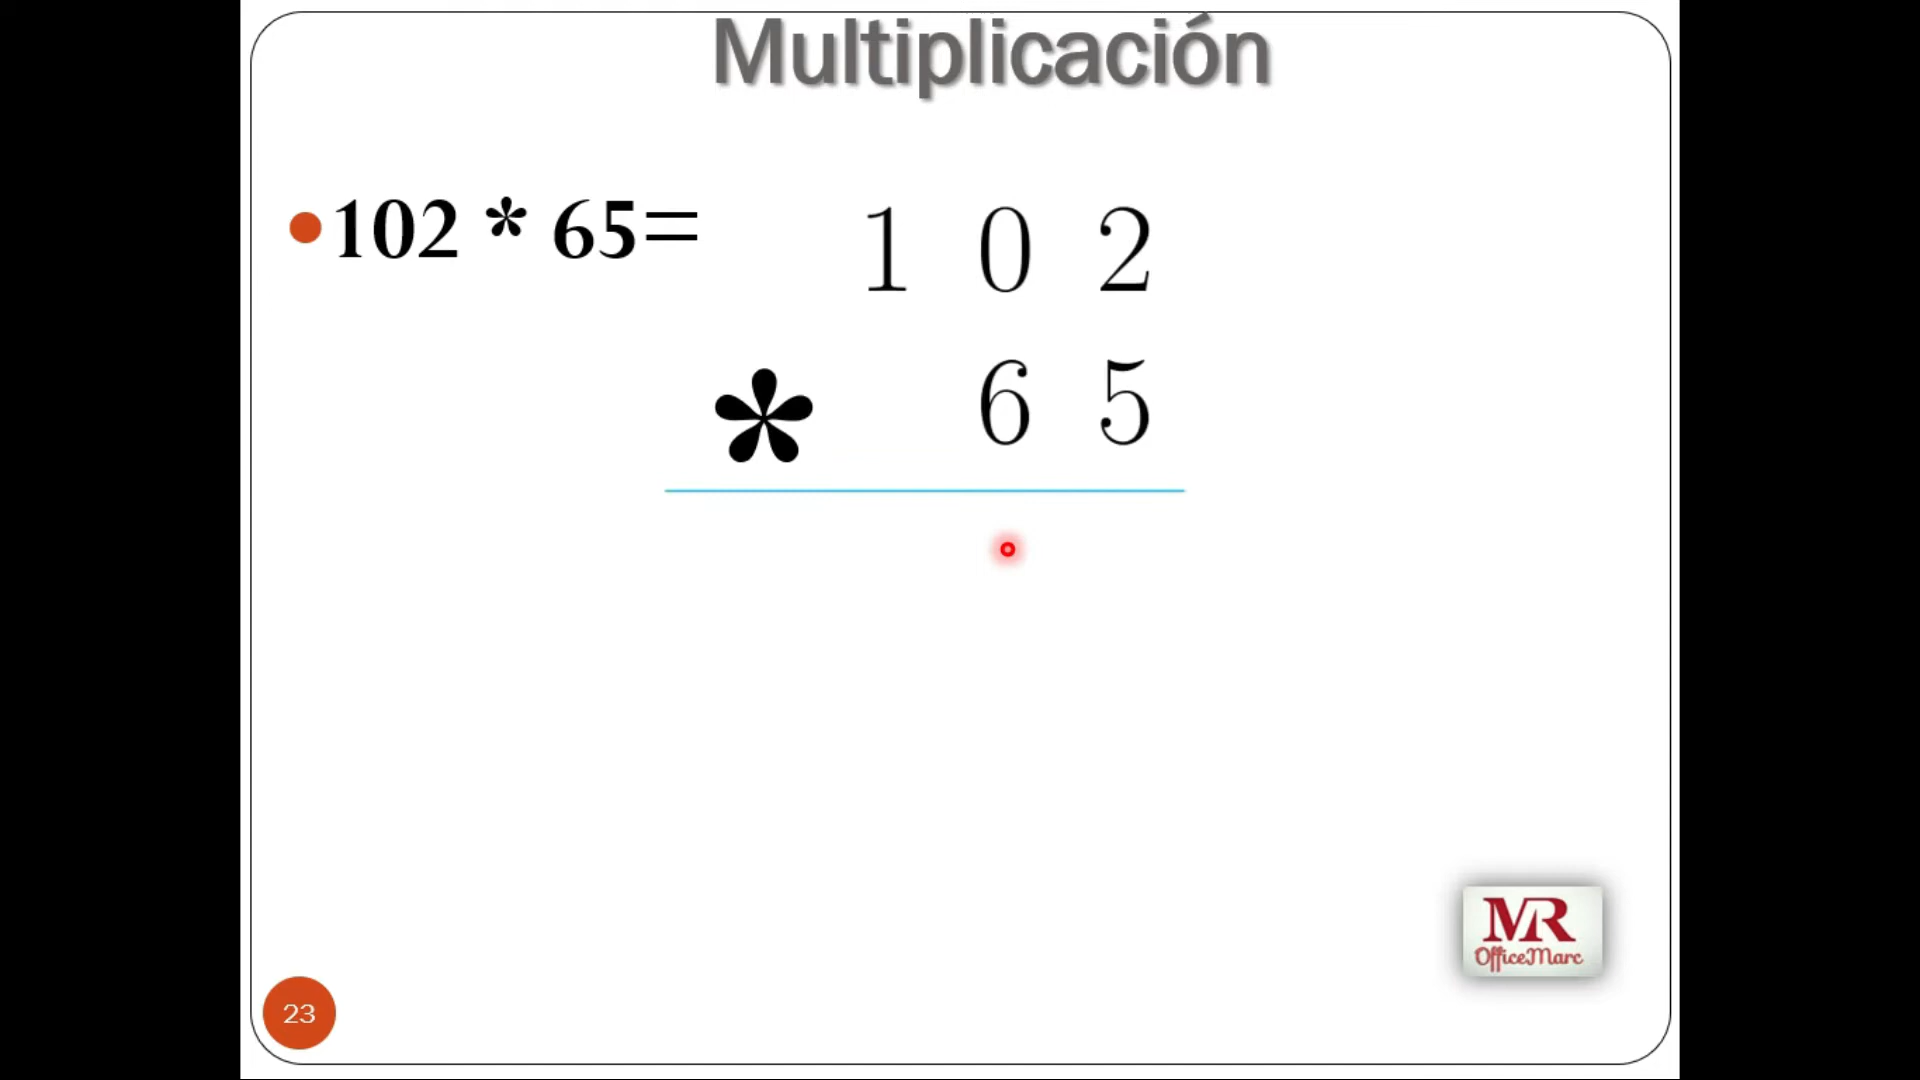 Multiplicación
102 * 65=
1 0 2
* 6 5
MR
OfficeMarc
23